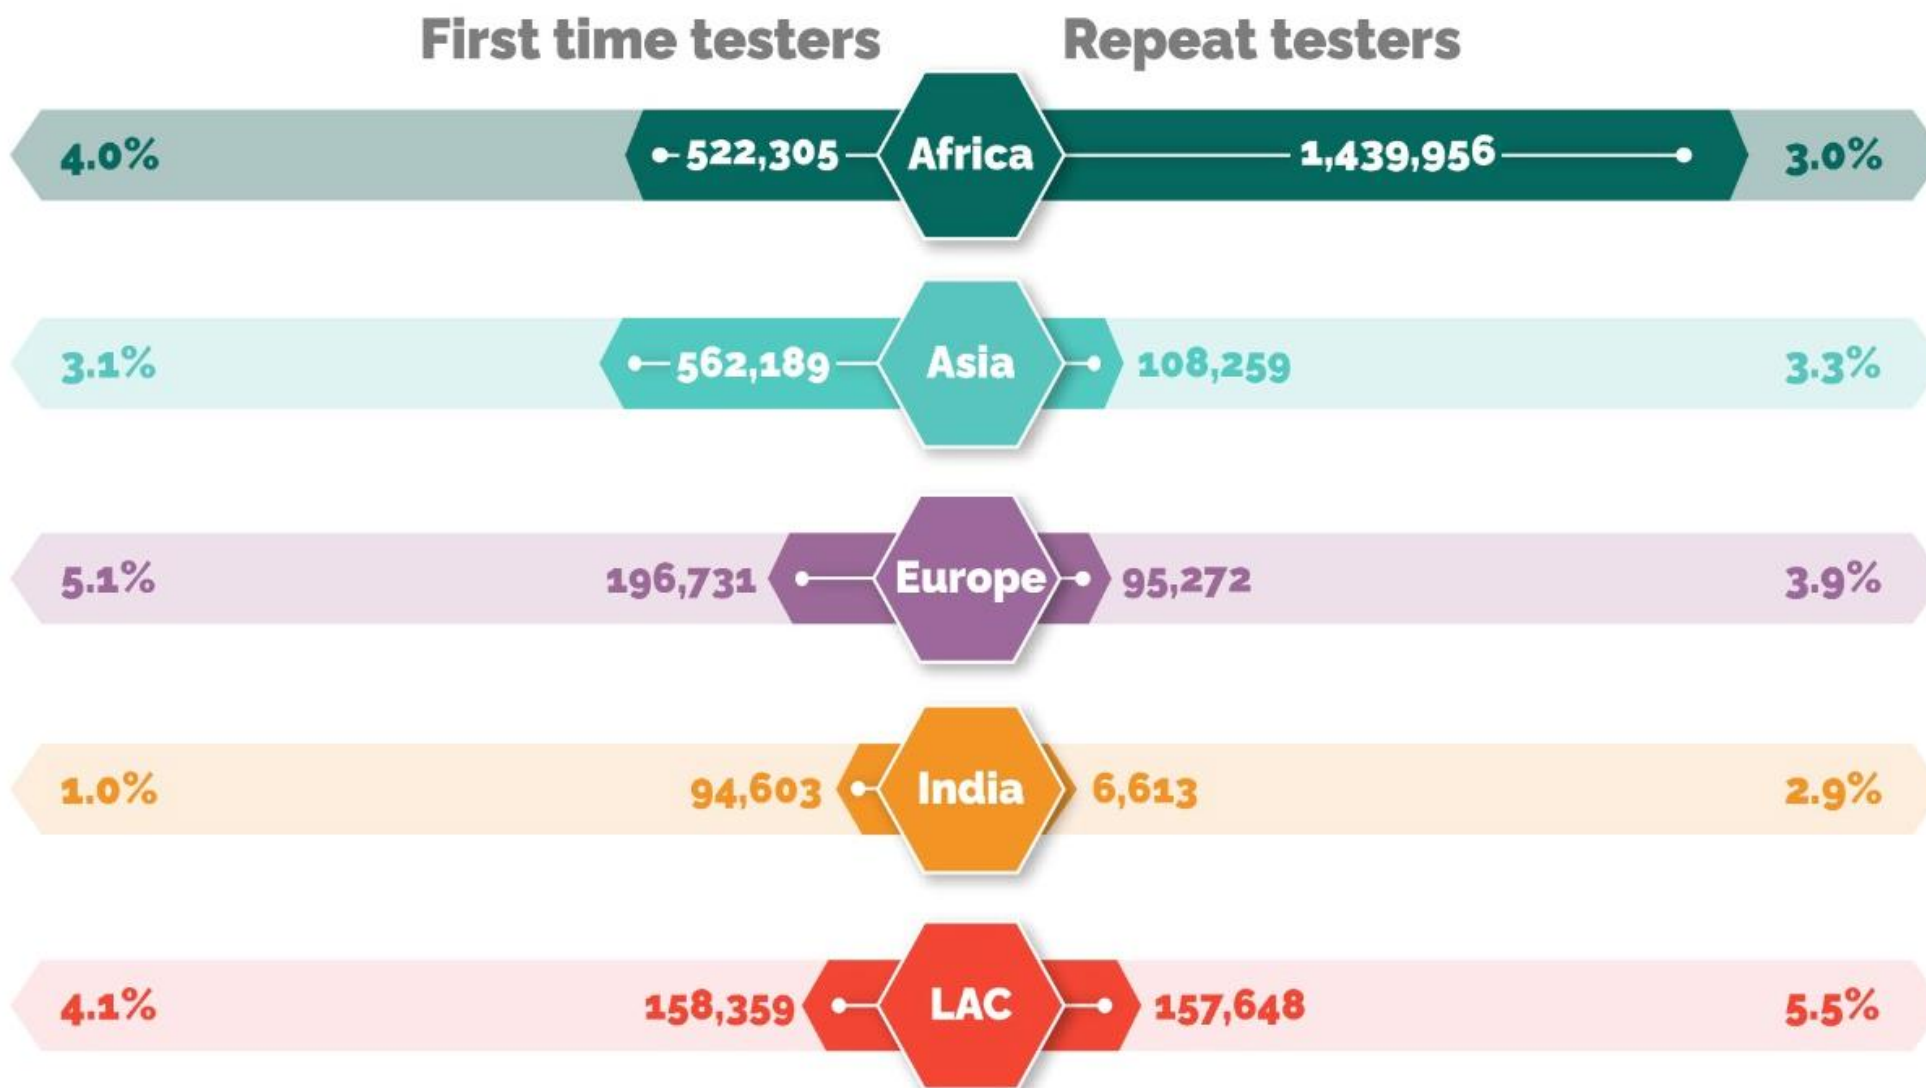 First time testers Repeat testers
4.0% 522,305 Africa 1,439,956 3.0%
3.1% 562,189 Asia 108,259 3.3%
5.1% 196,731 Europe 95,272 3.9%
1.0% 94,603 India 6,613 2.9%
4.1% 158,359 LAC 157,648 5.5%